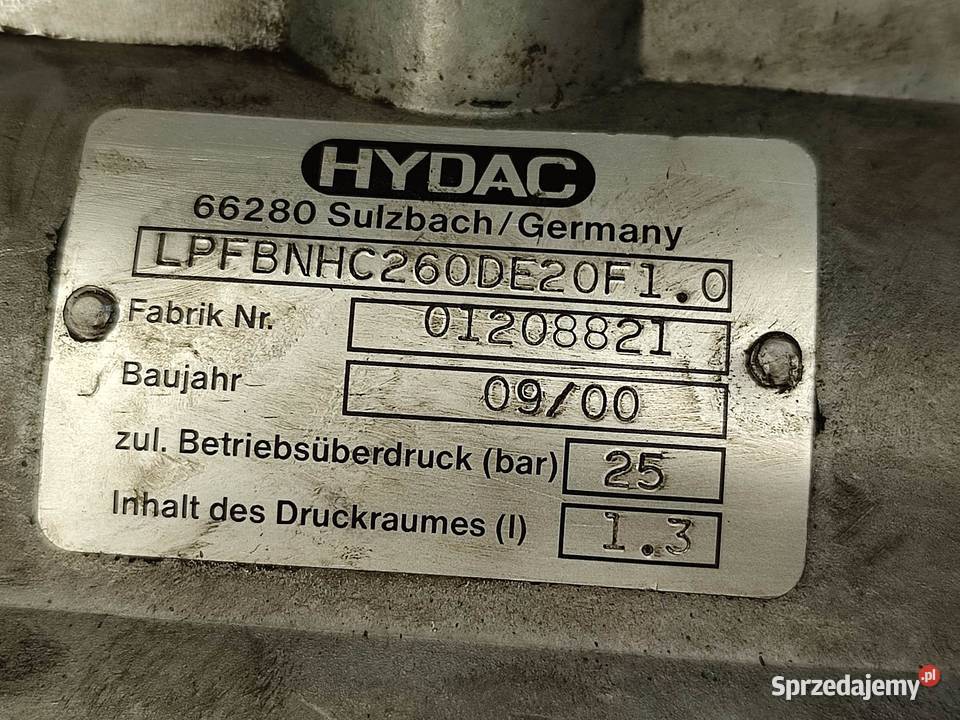 HYDAC
66280 Sulzbach/Germany
LPFBNHC260DE20F1.0
Fabrik Nr. 01208821
Baujahr 09/00
zul. Betriebsüberdruck (bar) 25
Inhalt des Druckraumes (l) 1.3
Sprzedajemy.pl